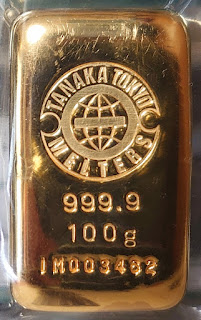 TANAKA TOKYO
MELTERS
999.9
100g
IM003482